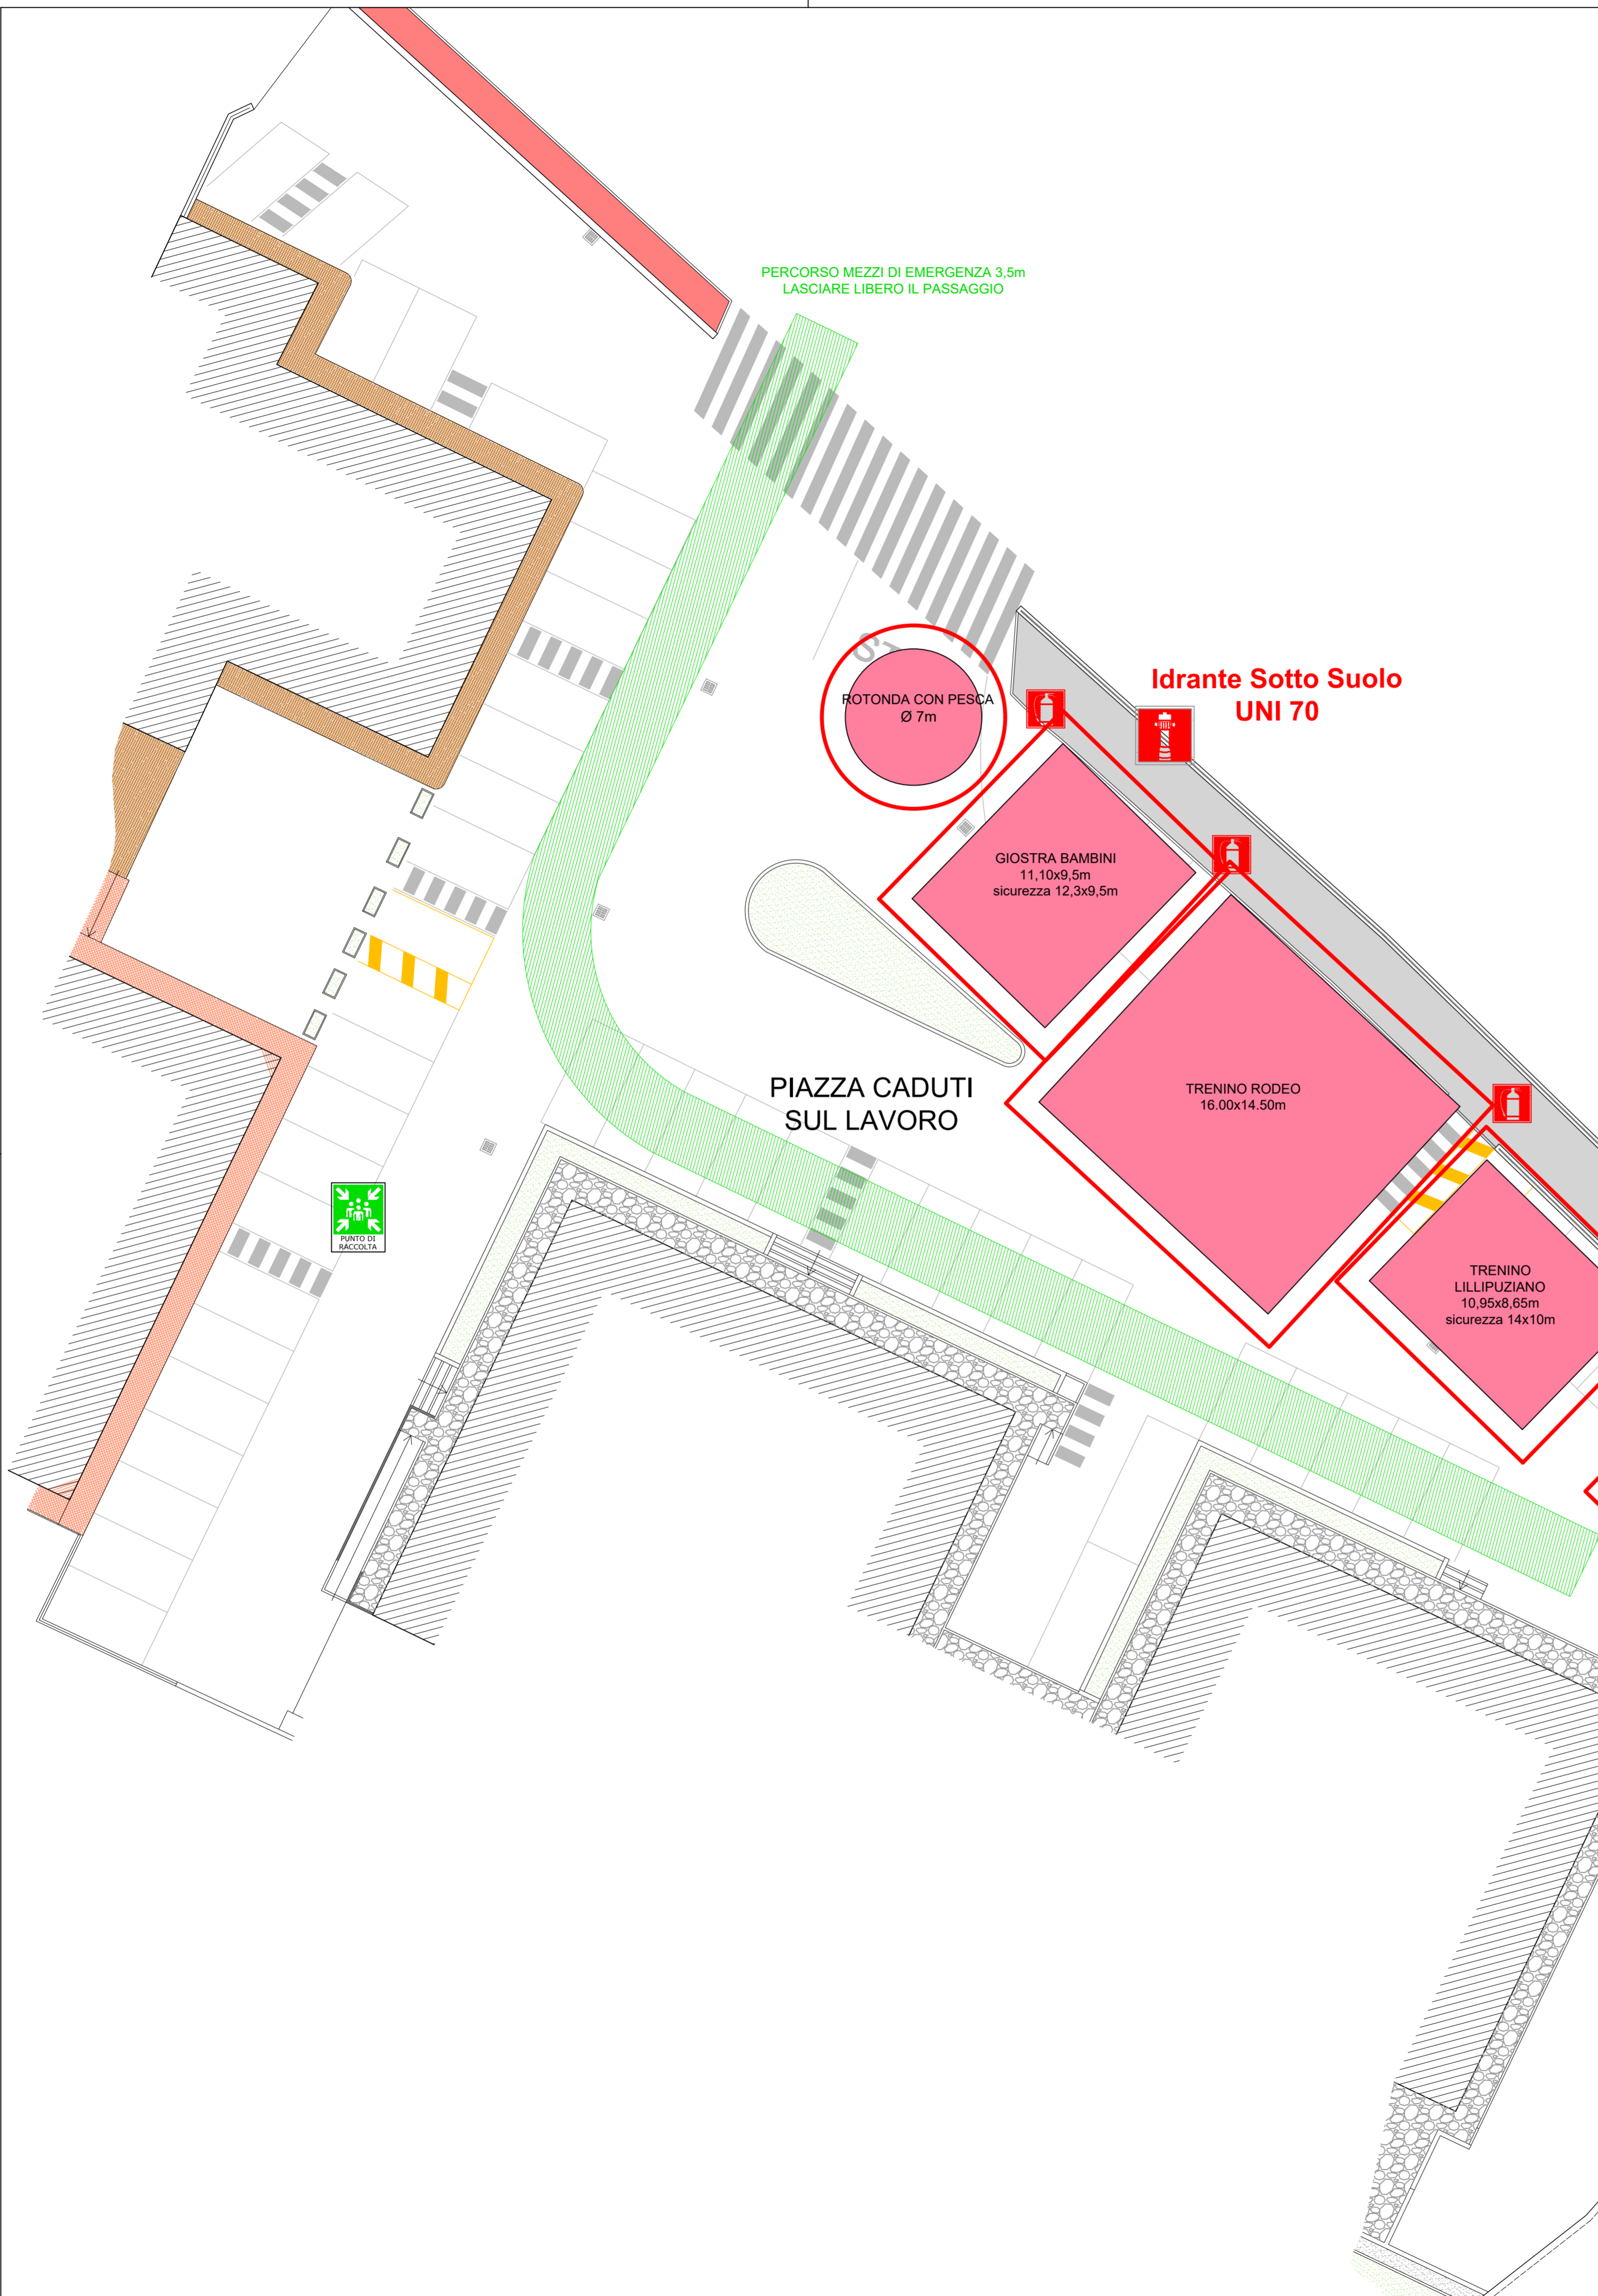 PERCORSO MEZZI DI EMERGENZA 3,5m
LASCIARE LIBERO IL PASSAGGIO
ROTONDA CON PESCA
Ø 7m
Idrante Sotto Suolo
UNI 70
GIOSTRA BAMBINI
11,10x9,5m
sicurezza 12,3x9,5m
PIAZZA CADUTI
SUL LAVORO
TRENINO RODEO
16.00x14.50m
PUNTO DI
RACCOLTA
TRENINO
LILLIPUZIANO
10,95x8,65m
sicurezza 14x10m